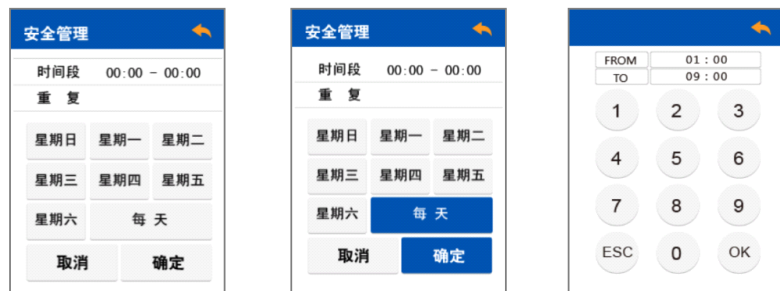 安全管理
时间段 00:00 - 00:00
重 复
星期日 星期一 星期二
星期三 星期四 星期五
星期六 每 天
取消 确定
安全管理
时间段 00:00 - 00:00
重 复
星期日 星期一 星期二
星期三 星期四 星期五
星期六 每 天
取消 确定
FROM 01 : 00
TO 09 : 00
1 2 3
4 5 6
7 8 9
ESC 0 OK